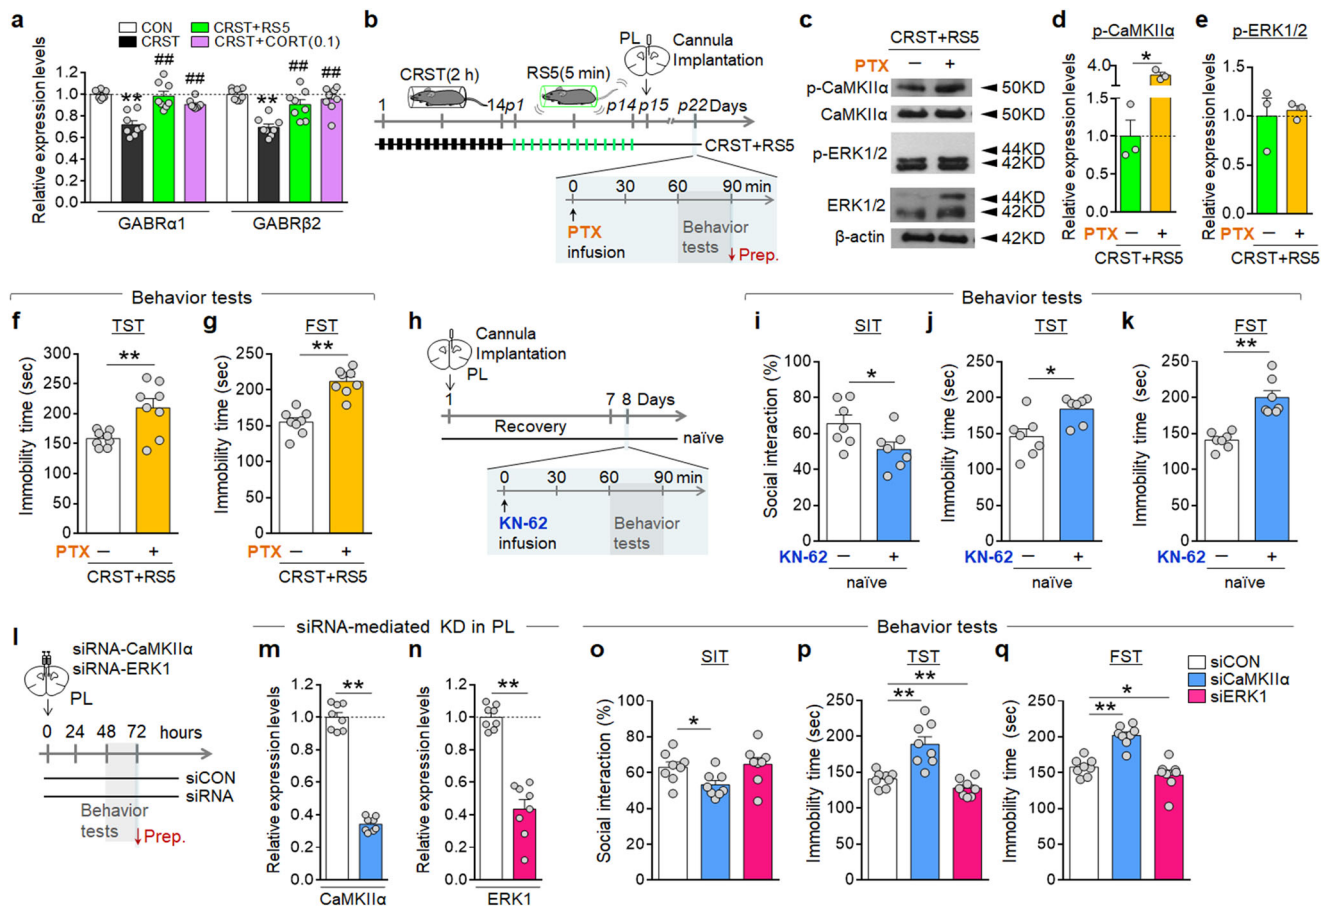 a
CON
CRST
CRST+RS5
CRST+CORT(0.1)
Relative expression levels
1.2
1.0
0.8
0.6
0.4
0.2
0.0
**
##
##
**
##
##
GABRα1
GABRβ2
b
PL
Cannula
Implantation
CRST(2 h)
RS5(5 min)
1
14
p1
p14
p15
p22
Days
CRST+RS5
0
30
60
90 min
PTX
infusion
Behavior
tests
Prep.
c
CRST+RS5
PTX
–
+
p-CaMKIIα
50KD
CaMKIIα
50KD
p-ERK1/2
44KD
42KD
ERK1/2
44KD
42KD
β-actin
42KD
d
p-CaMKIIα
Relative expression levels
4.0
2.0
1.0
0.5
0.0
*
PTX
–
+
CRST+RS5
e
p-ERK1/2
Relative expression levels
1.5
1.0
0.5
0.0
PTX
–
+
CRST+RS5
Behavior tests
f
TST
Immobility time (sec)
300
250
200
150
100
50
0
**
PTX
–
+
CRST+RS5
g
FST
Immobility time (sec)
250
200
150
100
50
0
**
–
+
CRST+RS5
h
Cannula
Implantation
PL
1
7
8
Days
Recovery
naïve
0
30
60
90 min
KN-62
infusion
Behavior
tests
Behavior tests
i
SIT
Social interaction (%)
100
80
60
40
20
0
*
KN-62
–
+
naïve
j
TST
Immobility time (sec)
250
200
150
100
50
0
*
KN-62
–
+
naïve
k
FST
Immobility time (sec)
250
200
150
100
50
0
**
KN-62
–
+
naïve
l
siRNA-CaMKIIα
siRNA-ERK1
PL
0
24
48
72
hours
siCON
siRNA
Behavior
tests
Prep.
siRNA-mediated KD in PL
m
Relative expression levels
1.2
1.0
0.8
0.6
0.4
0.2
0.0
**
CaMKIIα
n
Relative expression levels
1.2
1.0
0.8
0.6
0.4
0.2
0.0
**
ERK1
Behavior tests
o
SIT
Social interaction (%)
100
80
60
40
20
0
*
p
TST
Immobility time (sec)
250
200
150
100
50
0
**
**
q
FST
Immobility time (sec)
250
200
150
100
50
0
*
**
siCON
siCaMKIIα
siERK1